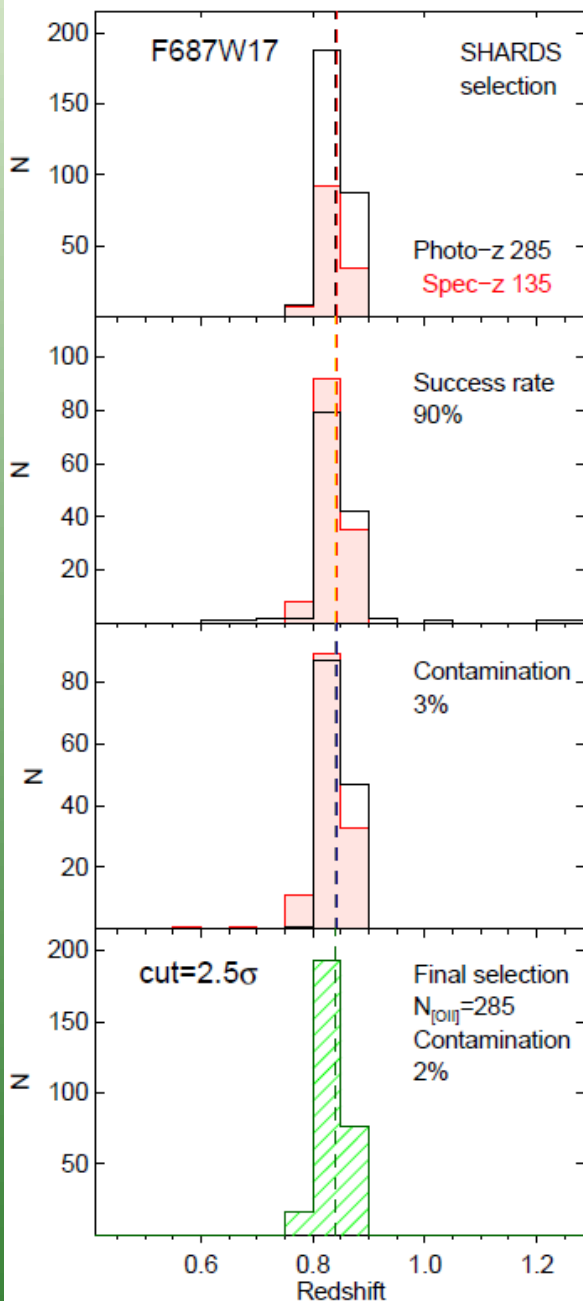 200
150
100
50
N
F687W17
SHARDS
selection
Photo-z 285
Spec-z 135
100
80
60
40
20
N
Success rate
90%
80
60
40
20
N
Contamination
3%
200
150
100
50
N
cut=2.5σ
Final selection
N[OII]=285
Contamination
2%
0.6 0.8 1.0 1.2
Redshift